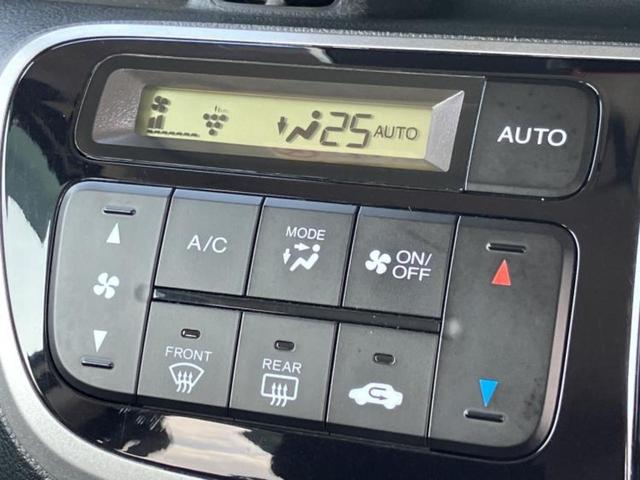 25 AUTO
AUTO
A/C
MODE
ON/
OFF
FRONT
REAR